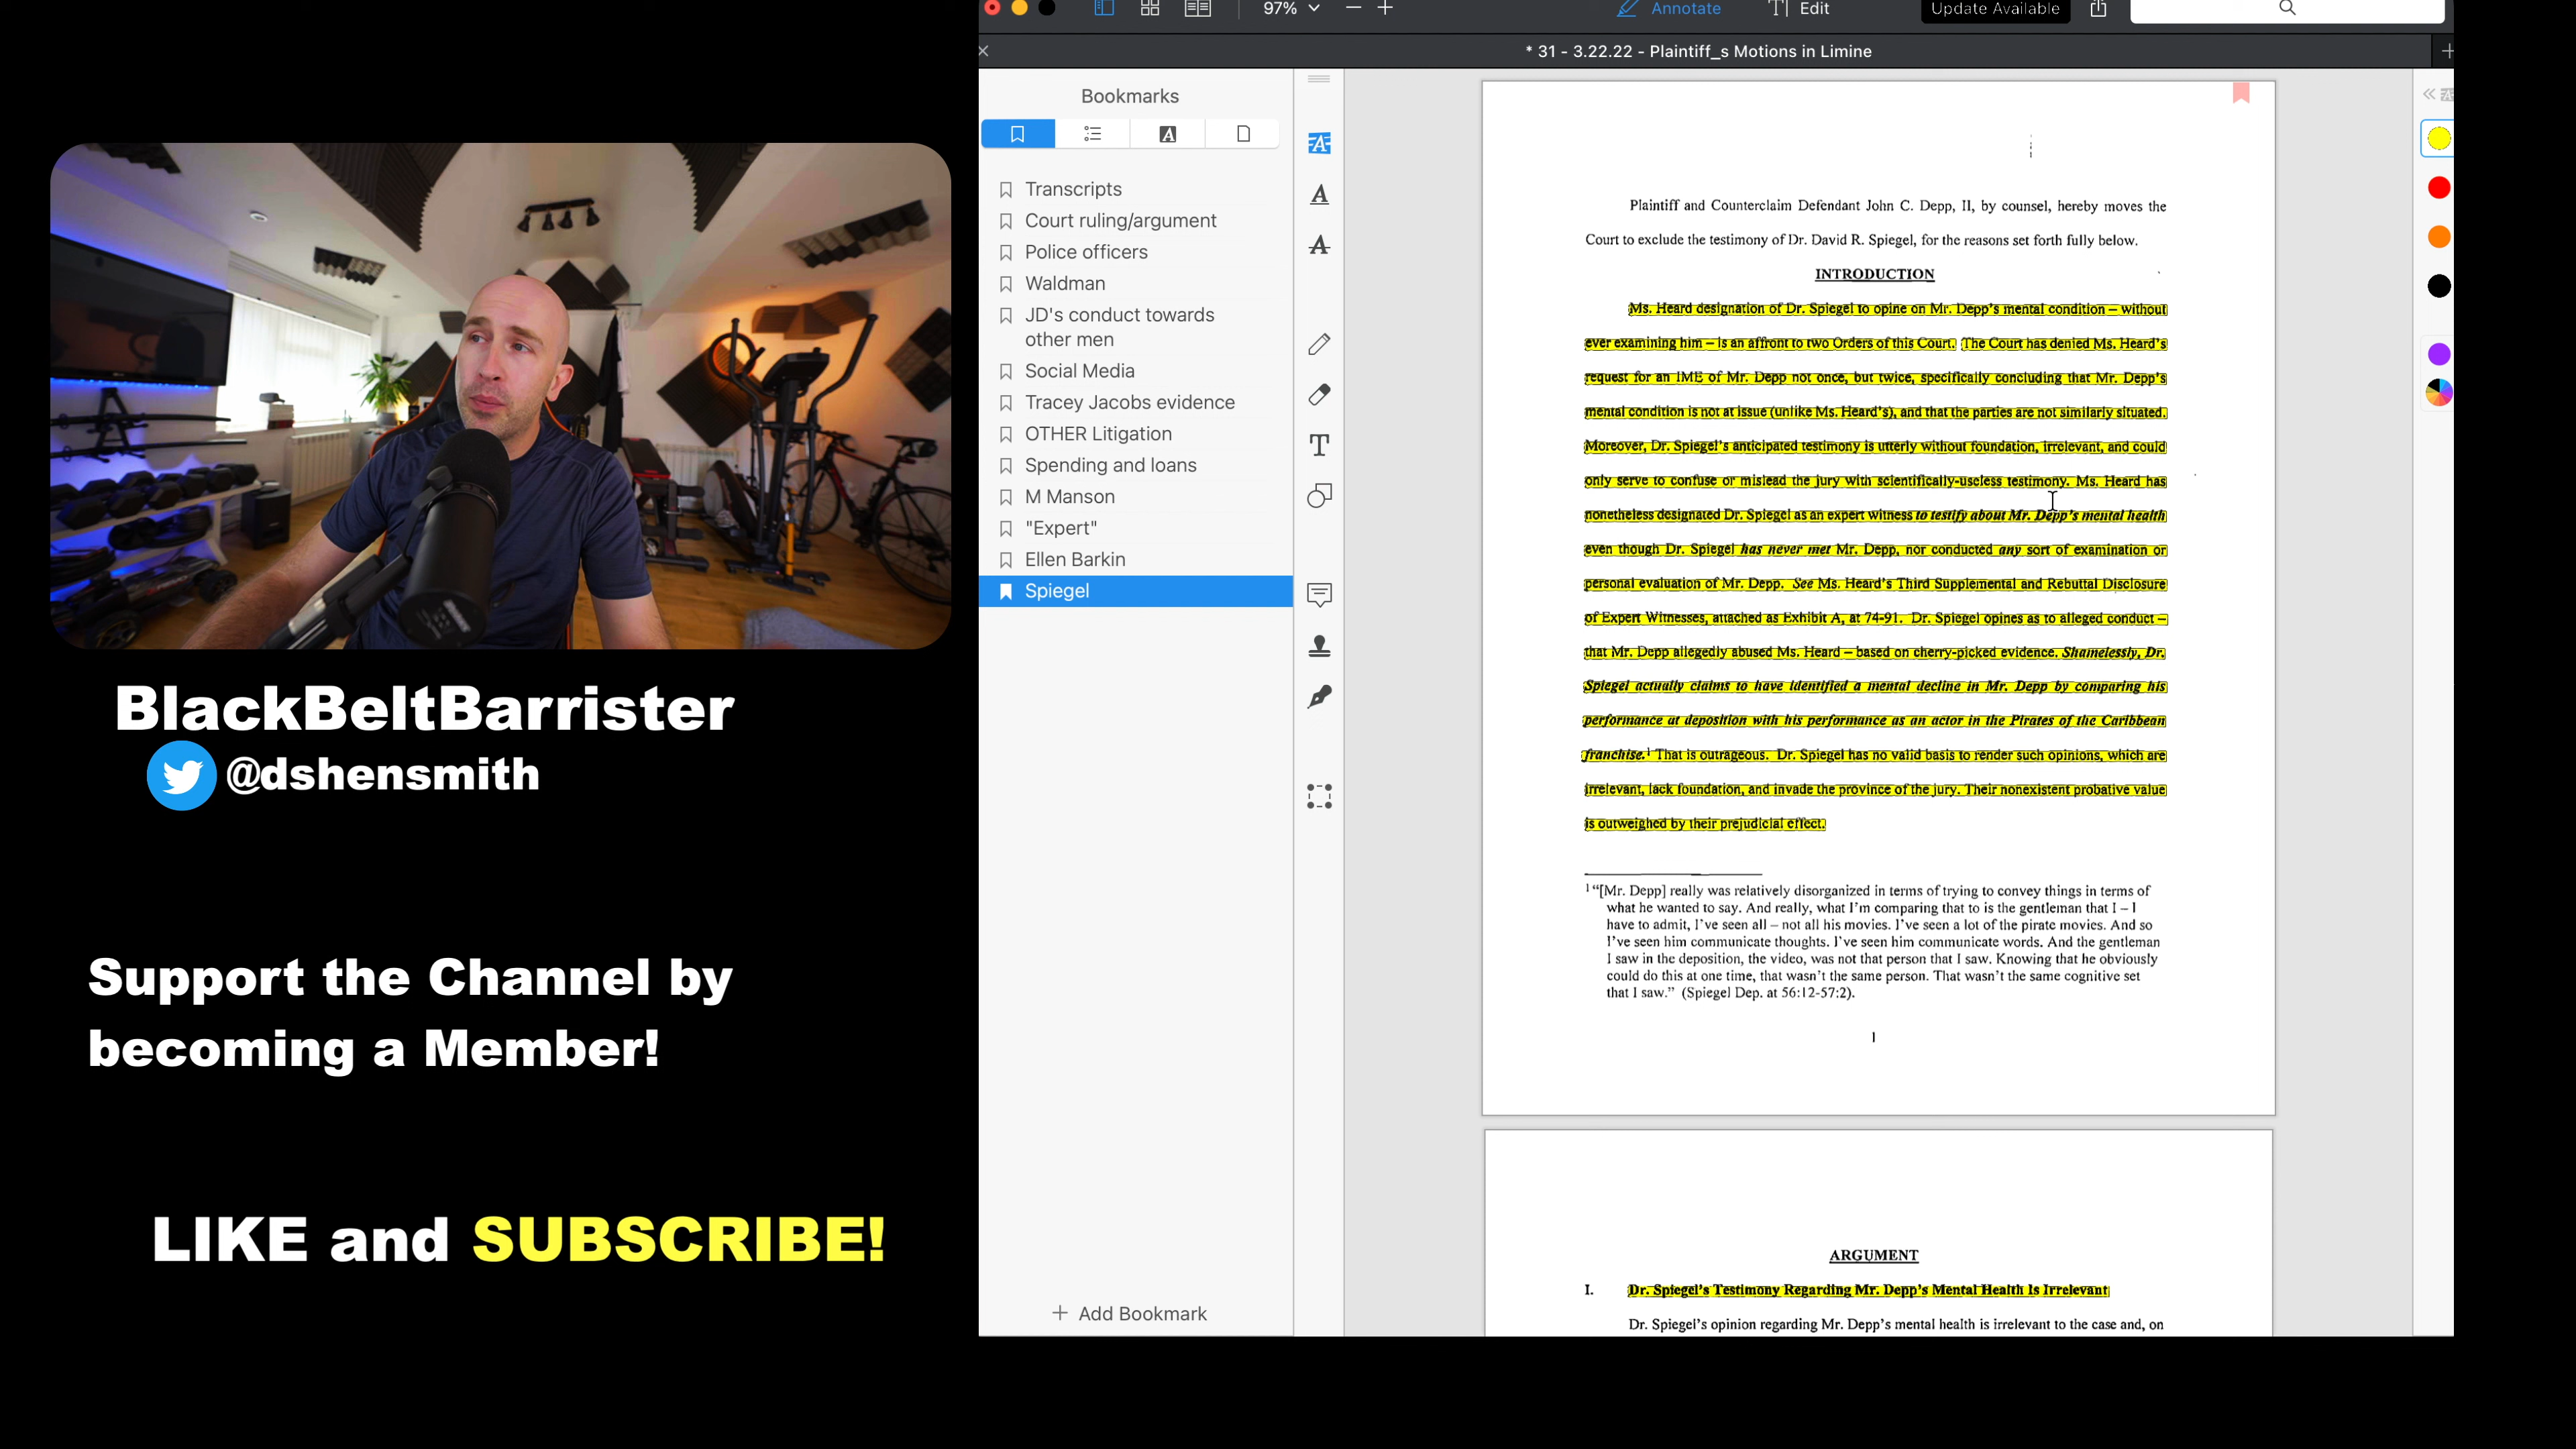 BlackBeltBarrister
@dshensmith
Support the Channel by
becoming a Member!
LIKE and SUBSCRIBE!
97%
Annotate
Edit
Update Available
* 31 - 3.22.22 - Plaintiff_s Motions in Limine
Bookmarks
Transcripts
Court ruling/argument
Police officers
Waldman
JD's conduct towards
other men
Social Media
Tracey Jacobs evidence
OTHER Litigation
Spending and loans
M Manson
"Expert"
Ellen Barkin
Spiegel
Add Bookmark
Plaintiff and Counterclaim Defendant John C. Depp, II, by counsel, hereby moves the
Court to exclude the testimony of Dr. David R. Spiegel, for the reasons set forth fully below.
INTRODUCTION
Ms. Heard designation of Dr. Spiegel to opine on Mr. Depp's mental condition – without
ever examining him – is an affront to two Orders of this Court. The Court has denied Ms. Heard's
request for an IME of Mr. Depp not once, but twice, specifically concluding that Mr. Depp's
mental condition is not at issue (unlike Ms. Heard's), and that the parties are not similarly situated.
Moreover, Dr. Spiegel's anticipated testimony is utterly without foundation, irrelevant, and could
only serve to confuse or mislead the jury with scientifically-useless testimony. Ms. Heard has
nonetheless designated Dr. Spiegel as an expert witness to testify about Mr. Depp's mental health
even though Dr. Spiegel has never met Mr. Depp, nor conducted any sort of examination or
personal evaluation of Mr. Depp. See Ms. Heard's Third Supplemental and Rebuttal Disclosure
of Expert Witnesses, attached as Exhibit A, at 74-91. Dr. Spiegel opines as to alleged conduct –
that Mr. Depp allegedly abused Ms. Heard – based on cherry-picked evidence. Shamelessly, Dr.
Spiegel actually claims to have identified a mental decline in Mr. Depp by comparing his
performance at deposition with his performance as an actor in the Pirates of the Caribbean
franchise.1 That is outrageous. Dr. Spiegel has no valid basis to render such opinions, which are
irrelevant, lack foundation, and invade the province of the jury. Their nonexistent probative value
is outweighed by their prejudicial effect.
1 “[Mr. Depp] really was relatively disorganized in terms of trying to convey things in terms of
what he wanted to say. And really, what I'm comparing that to is the gentleman that I – I
have to admit, I've seen all – not all his movies. I've seen a lot of the pirate movies. And so
I've seen him communicate thoughts. I've seen him communicate words. And the gentleman
I saw in the deposition, the video, was not that person that I saw. Knowing that he obviously
could do this at one time, that wasn't the same person. That wasn't the same cognitive set
that I saw.” (Spiegel Dep. at 56:12-57:2).
1
ARGUMENT
I. Dr. Spiegel's Testimony Regarding Mr. Depp's Mental Health Is Irrelevant
Dr. Spiegel's opinion regarding Mr. Depp's mental health is irrelevant to the case and, on